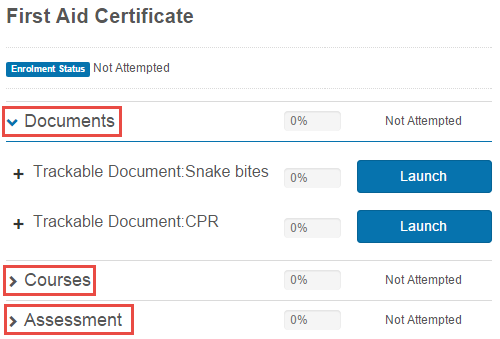 First Aid Certificate
Enrolment Status Not Attempted
Documents 0% Not Attempted
Trackable Document:Snake bites 0% Launch
Trackable Document:CPR 0% Launch
Courses 0% Not Attempted
Assessment 0% Not Attempted